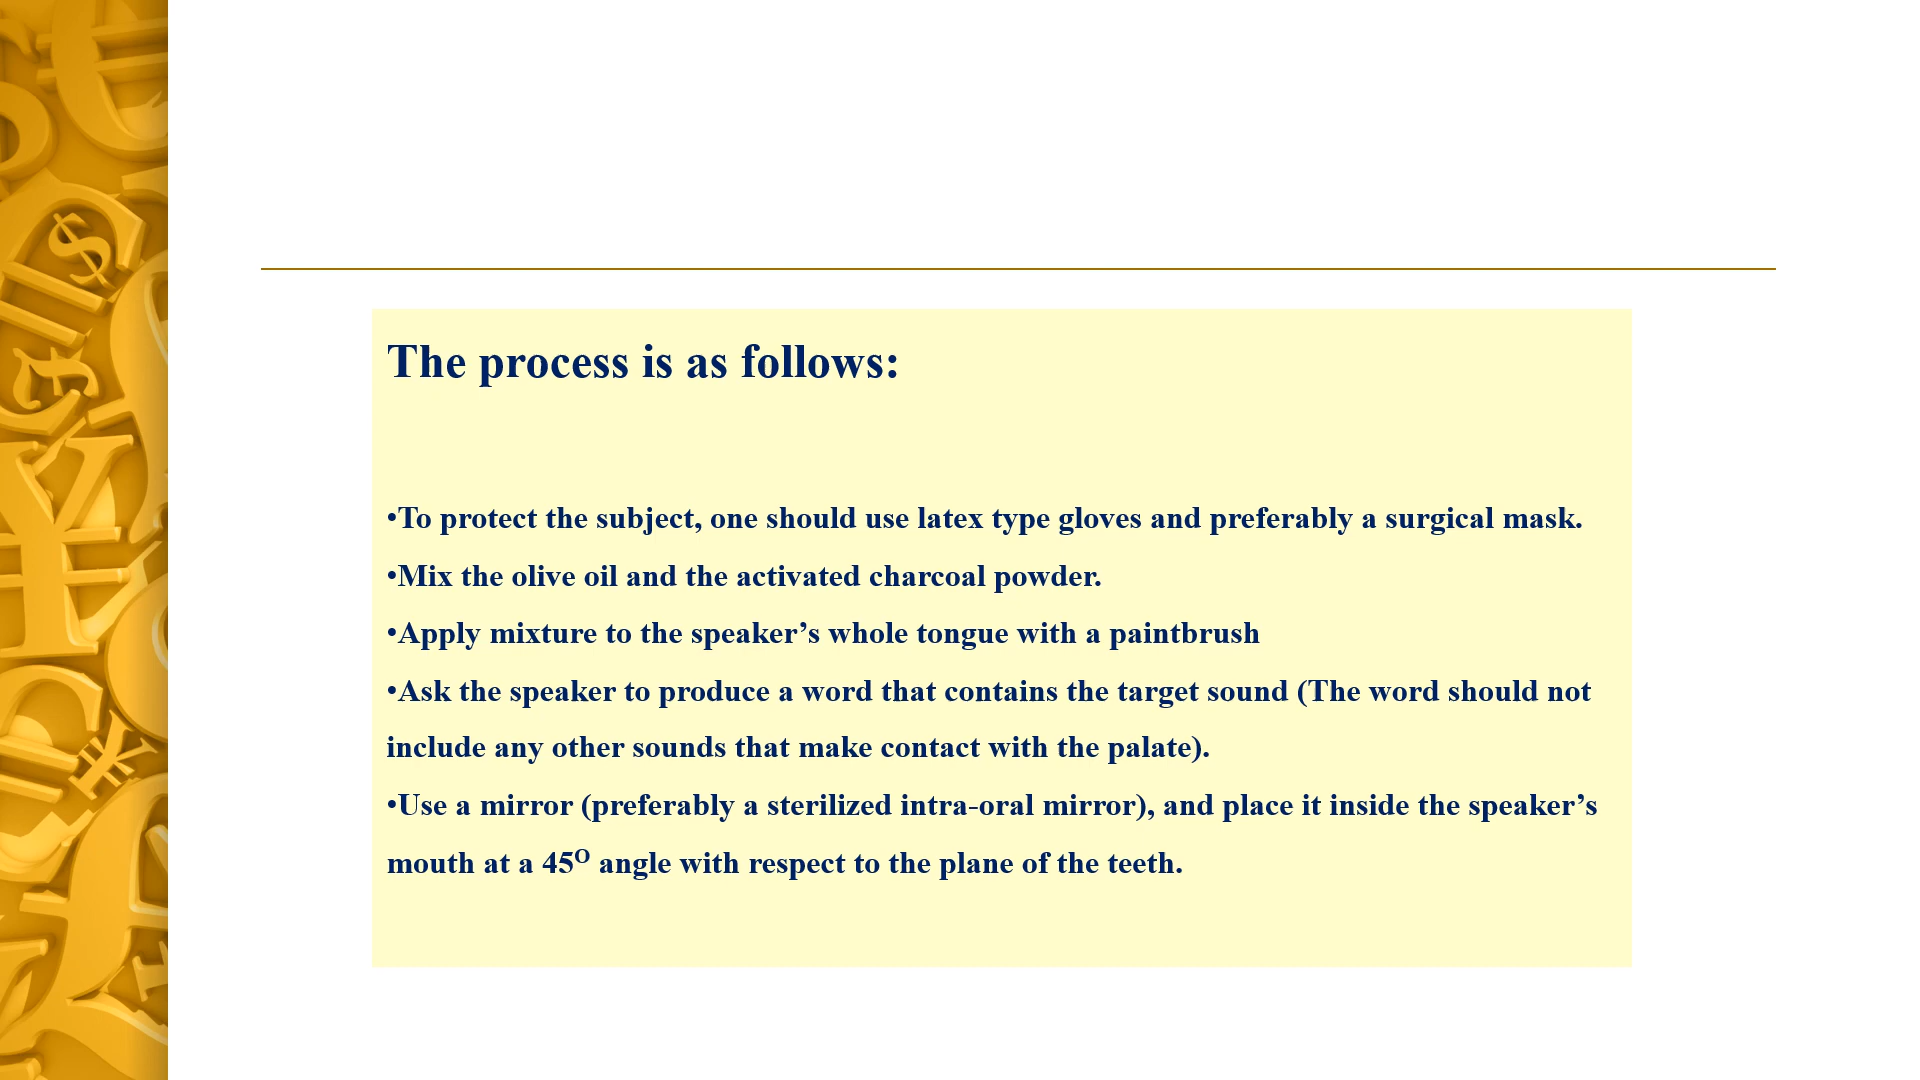 The process is as follows:
•To protect the subject, one should use latex type gloves and preferably a surgical mask.
•Mix the olive oil and the activated charcoal powder.
•Apply mixture to the speaker’s whole tongue with a paintbrush
•Ask the speaker to produce a word that contains the target sound (The word should not
include any other sounds that make contact with the palate).
•Use a mirror (preferably a sterilized intra-oral mirror), and place it inside the speaker’s
mouth at a 45ᴼ angle with respect to the plane of the teeth.